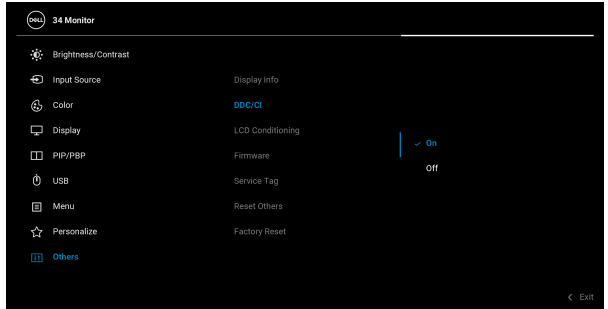 DELL 34 Monitor
Brightness/Contrast
Input Source Display Info
Color DDC/CI
Display LCD Conditioning
On
PIP/PBP Firmware
Off
USB Service Tag
Menu Reset Others
Personalize Factory Reset
Others
Exit